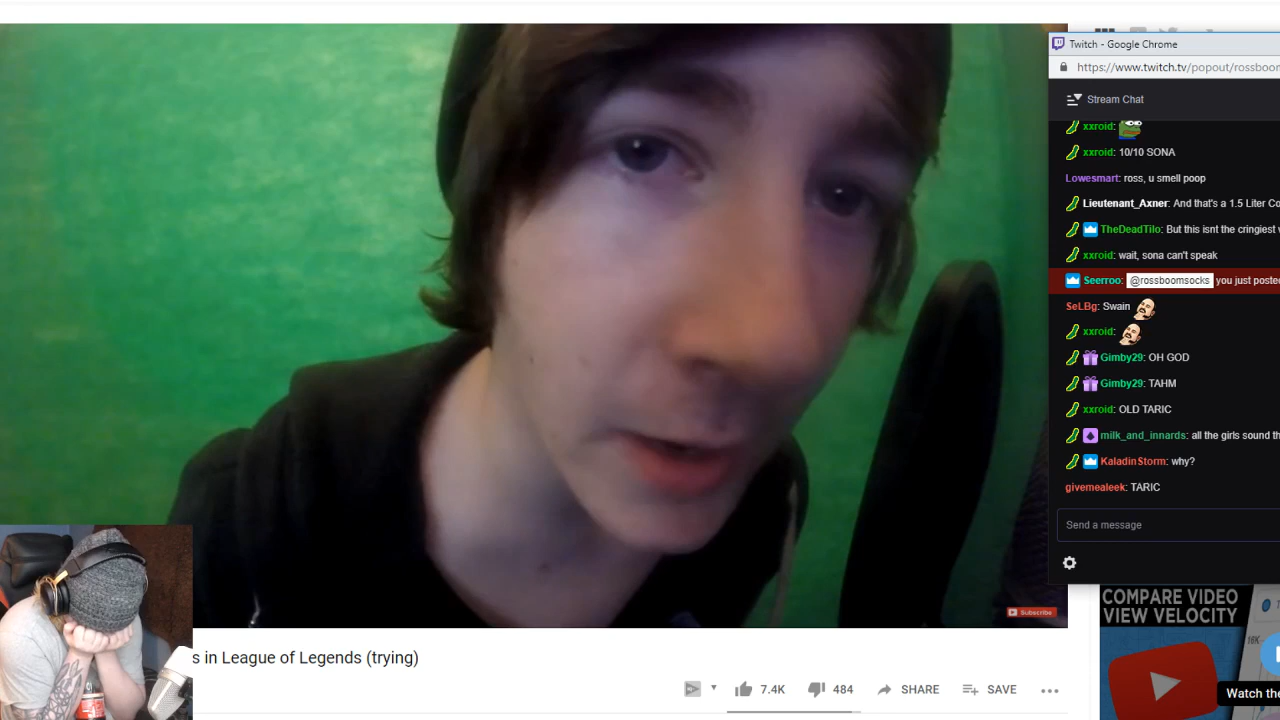 Twitch - Google Chrome
https://www.twitch.tv/popout/rossboom
Stream Chat
xxroid:
xxroid: 10/10 SONA
Lowesmart: ross, u smell poop
Lieutenant_Axner: And that's a 1.5 Liter Co
TheDeadTilo: But this isnt the cringiest
xxroid: wait, sona can't speak
Seerroo: @rossboomsocks you just poste
SeLBg: Swain
xxroid:
Gimby29: OH GOD
Gimby29: TAHM
xxroid: OLD TARIC
milk_and_innards: all the girls sound th
KaladinStorm: why?
givemealeek: TARIC
Send a message
Subscribe
COMPARE VIDEO
VIEW VELOCITY
s in League of Legends (trying)
7.4K 484 SHARE SAVE
Watch the